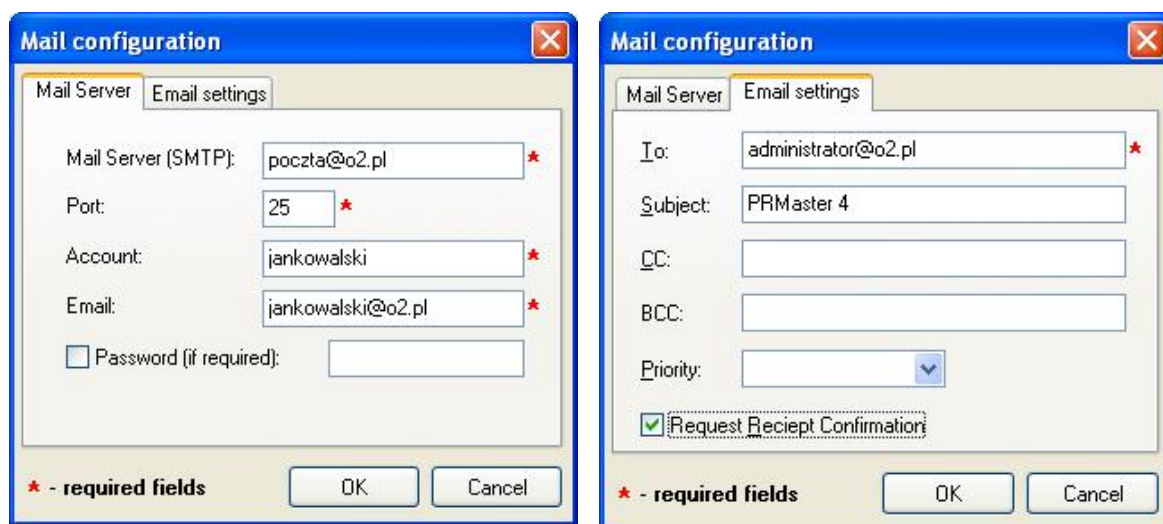 Mail configuration
Mail Server Email settings
Mail Server (SMTP): poczta@o2.pl *
Port: 25 *
Account: jankowalski *
Email: jankowalski@o2.pl *
Password (if required):
* - required fields OK Cancel
Mail configuration
Mail Server Email settings
To: administrator@o2.pl *
Subject: PRMaster 4
CC:
BCC:
Priority:
Request Reciept Confirmation
* - required fields OK Cancel